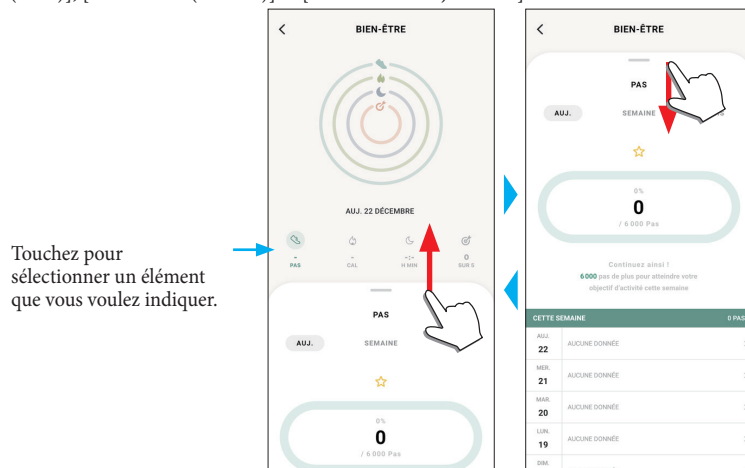 BIEN-ÊTRE
AUJ. 22 DÉCEMBRE
Touchez pour
sélectionner un élément
que vous voulez indiquer.
-
PAS
-
CAL
-:-
H MIN
0
SUR 5
PAS
AUJ.
SEMAINE
0%
0
/ 6 000 Pas
BIEN-ÊTRE
PAS
AUJ.
SEMAINE
0%
0
/ 6 000 Pas
Continuez ainsi !
6 000 pas de plus pour atteindre votre
objectif d'activité cette semaine
CETTE SEMAINE 0 PAS
AUJ.
22 AUCUNE DONNÉE
MER.
21 AUCUNE DONNÉE
MAR.
20 AUCUNE DONNÉE
LUN.
19 AUCUNE DONNÉE
DIM.